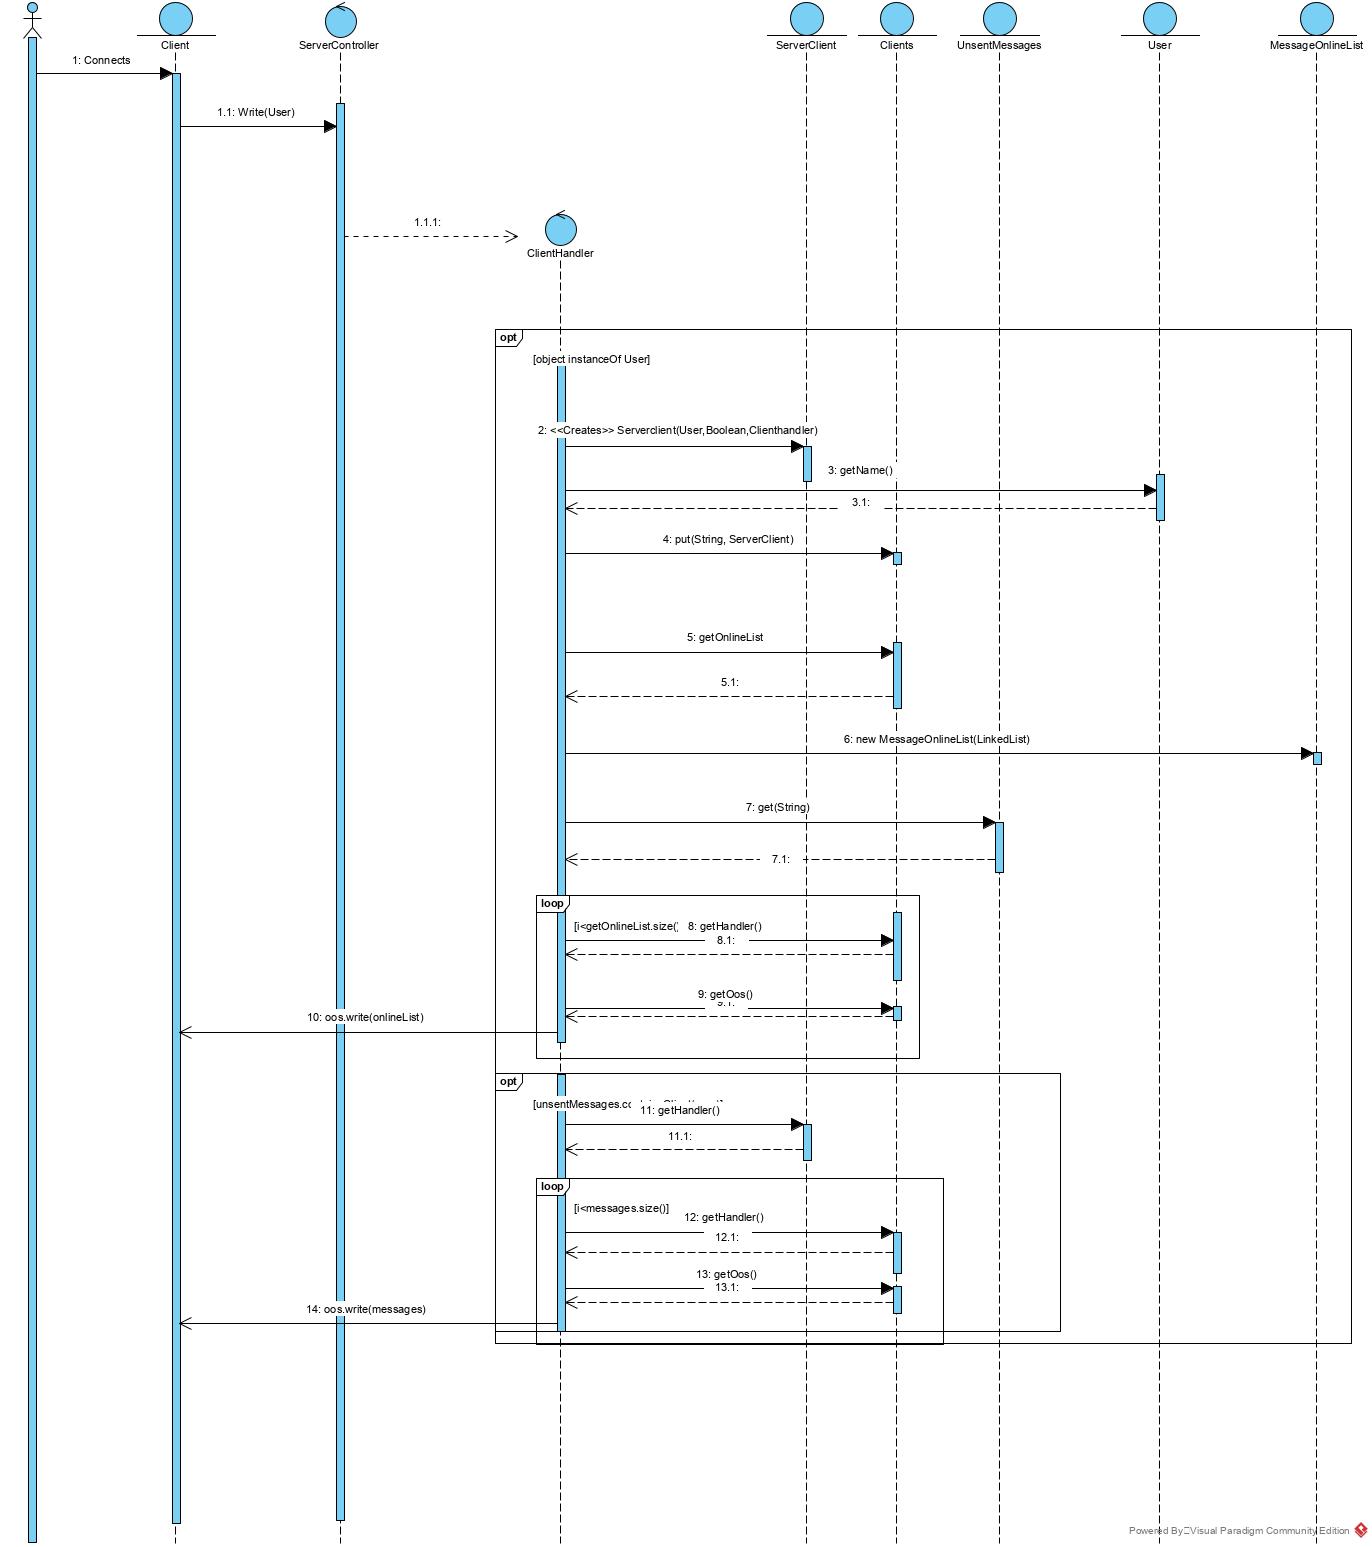 Client
ServerController
ServerClient
Clients
UnsentMessages
User
MessageOnlineList
1: Connects
1.1: Write(User)
1.1.1:
ClientHandler
opt
[object instanceOf User]
2: <<Creates>> Serverclient(User,Boolean,Clienthandler)
3: getName()
3.1:
4: put(String, ServerClient)
5: getOnlineList
5.1:
6: new MessageOnlineList(LinkedList)
7: get(String)
7.1:
loop
[i<getOnlineList.size() 8: getHandler()
8.1:
9: getOos()
9.1:
10: oos.write(onlineList)
opt
[unsentMessages.
11: getHandler()
11.1:
loop
[i<messages.size()]
12: getHandler()
12.1:
13: getOos()
13.1:
14: oos.write(messages)
Powered By Visual Paradigm Community Edition